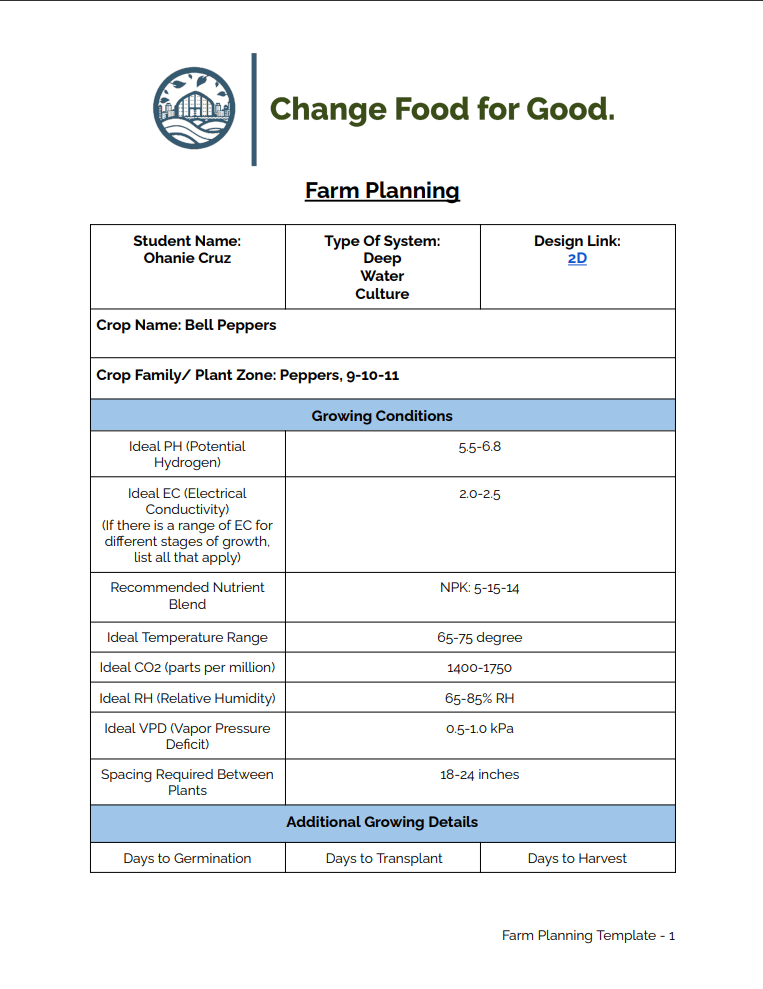 Change Food for Good.
Farm Planning
Student Name:
Ohanie Cruz
Type Of System:
Deep
Water
Culture
Design Link:
2D
Crop Name: Bell Peppers
Crop Family/ Plant Zone: Peppers, 9-10-11
Growing Conditions
Ideal PH (Potential
Hydrogen)
5.5-6.8
Ideal EC (Electrical
Conductivity)
(If there is a range of EC for
different stages of growth,
list all that apply)
2.0-2.5
Recommended Nutrient
Blend
NPK: 5-15-14
Ideal Temperature Range
65-75 degree
Ideal CO2 (parts per million)
1400-1750
Ideal RH (Relative Humidity)
65-85% RH
Ideal VPD (Vapor Pressure
Deficit)
0.5-1.0 kPa
Spacing Required Between
Plants
18-24 inches
Additional Growing Details
Days to Germination
Days to Transplant
Days to Harvest
Farm Planning Template - 1